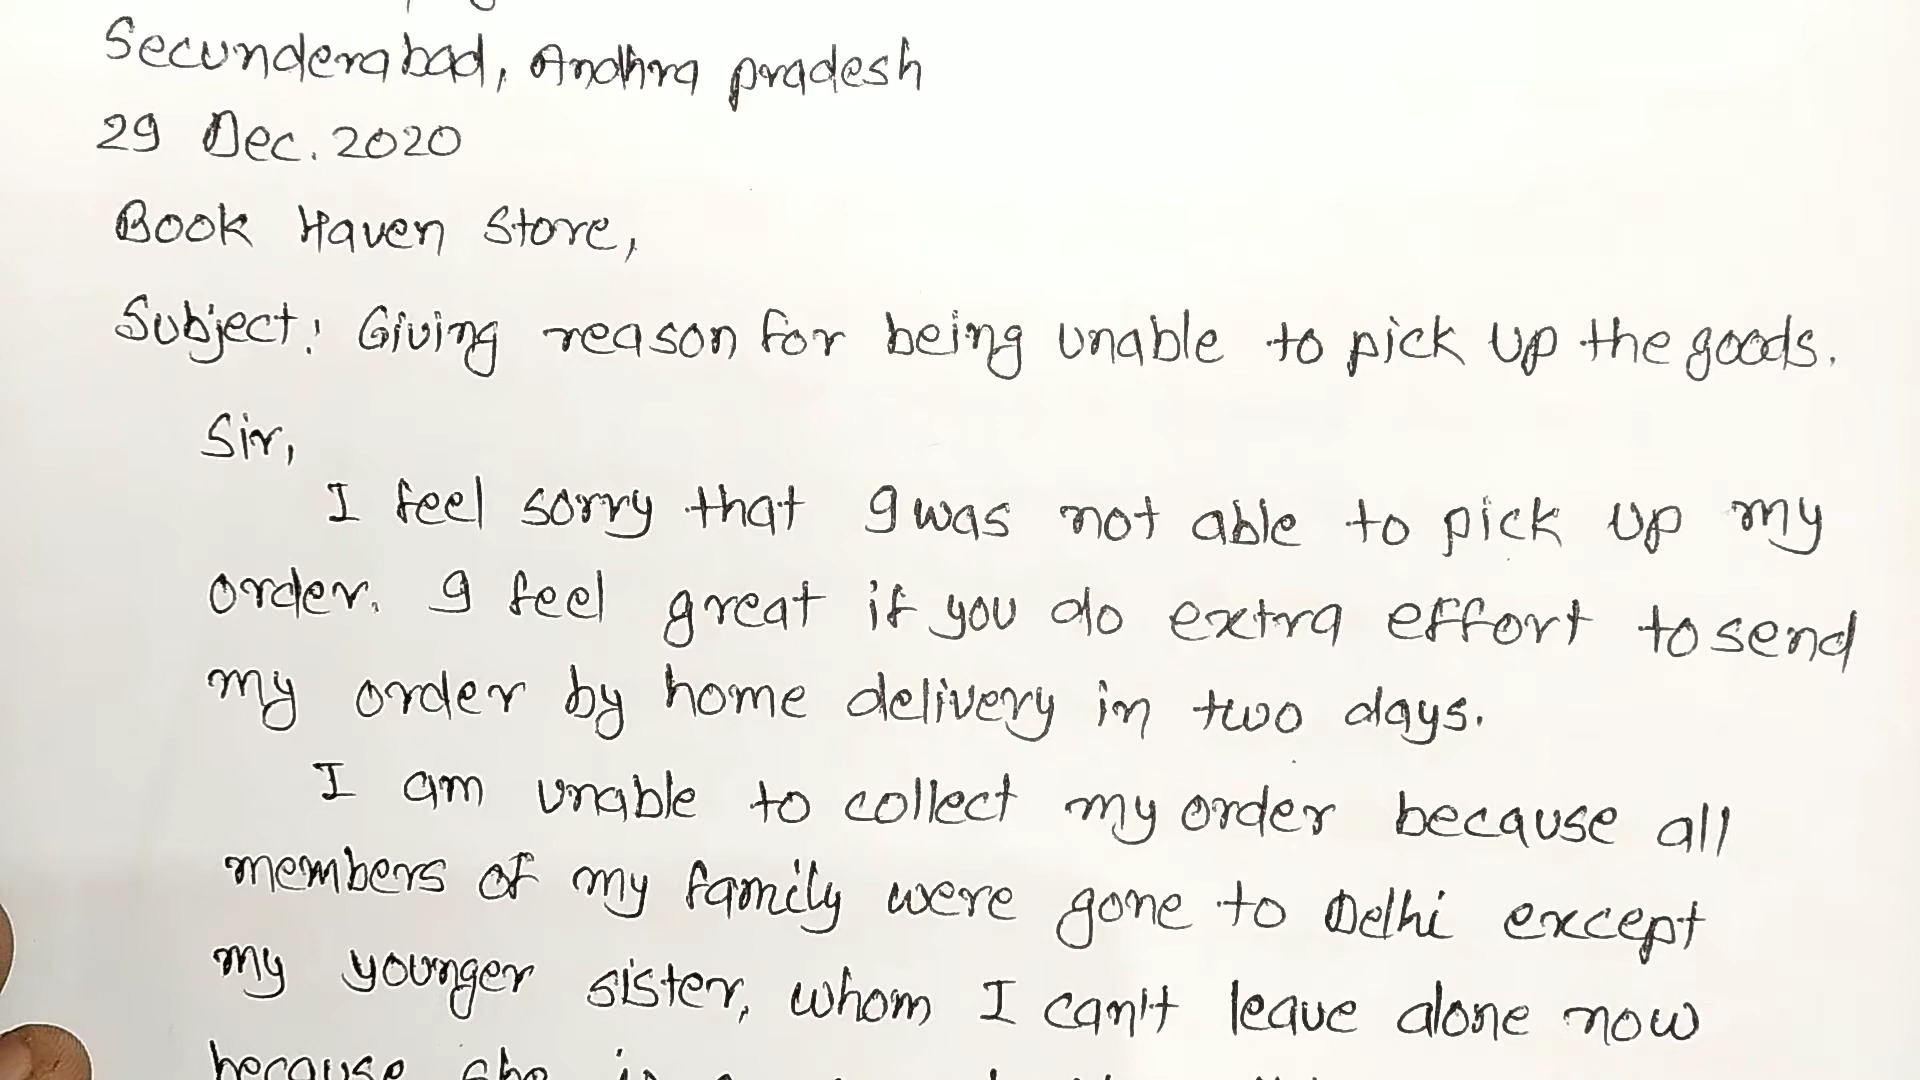 Secunderabad, Andhra pradesh
29 Dec. 2020
Book Haven Store,
Subject: Giving reason for being unable to pick up the goods.
Sir,
I feel sorry that I was not able to pick up my
order. I feel great if you do extra effort to send
my order by home delivery in two days.
I am unable to collect my order because all
members of my family were gone to Delhi except
my younger sister, whom I can't leave alone now
because she is